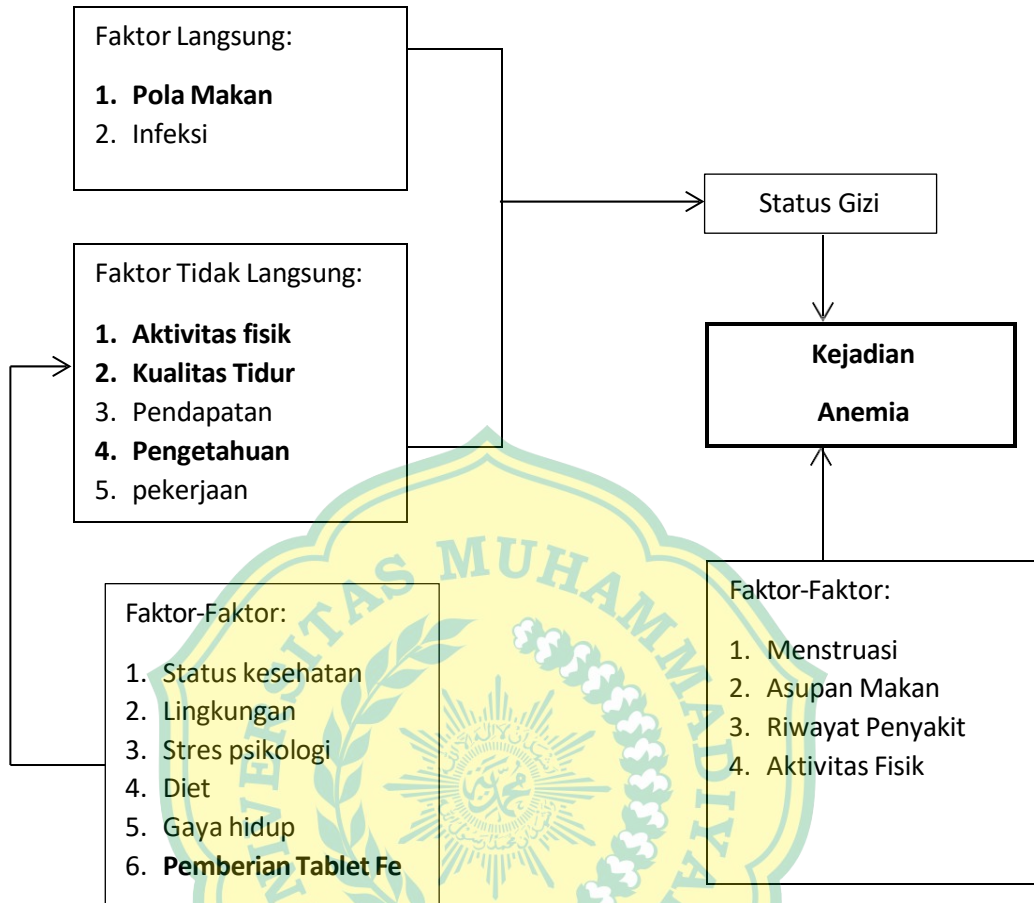 Faktor Langsung:
1. Pola Makan
2. Infeksi
Status Gizi
Faktor Tidak Langsung:
1. Aktivitas fisik
2. Kualitas Tidur
3. Pendapatan
4. Pengetahuan
5. pekerjaan
Kejadian
Anemia
Faktor-Faktor:
1. Status kesehatan
2. Lingkungan
3. Stres psikologi
4. Diet
5. Gaya hidup
6. Pemberian Tablet Fe
Faktor-Faktor:
1. Menstruasi
2. Asupan Makan
3. Riwayat Penyakit
4. Aktivitas Fisik
MUHAMMADIYA